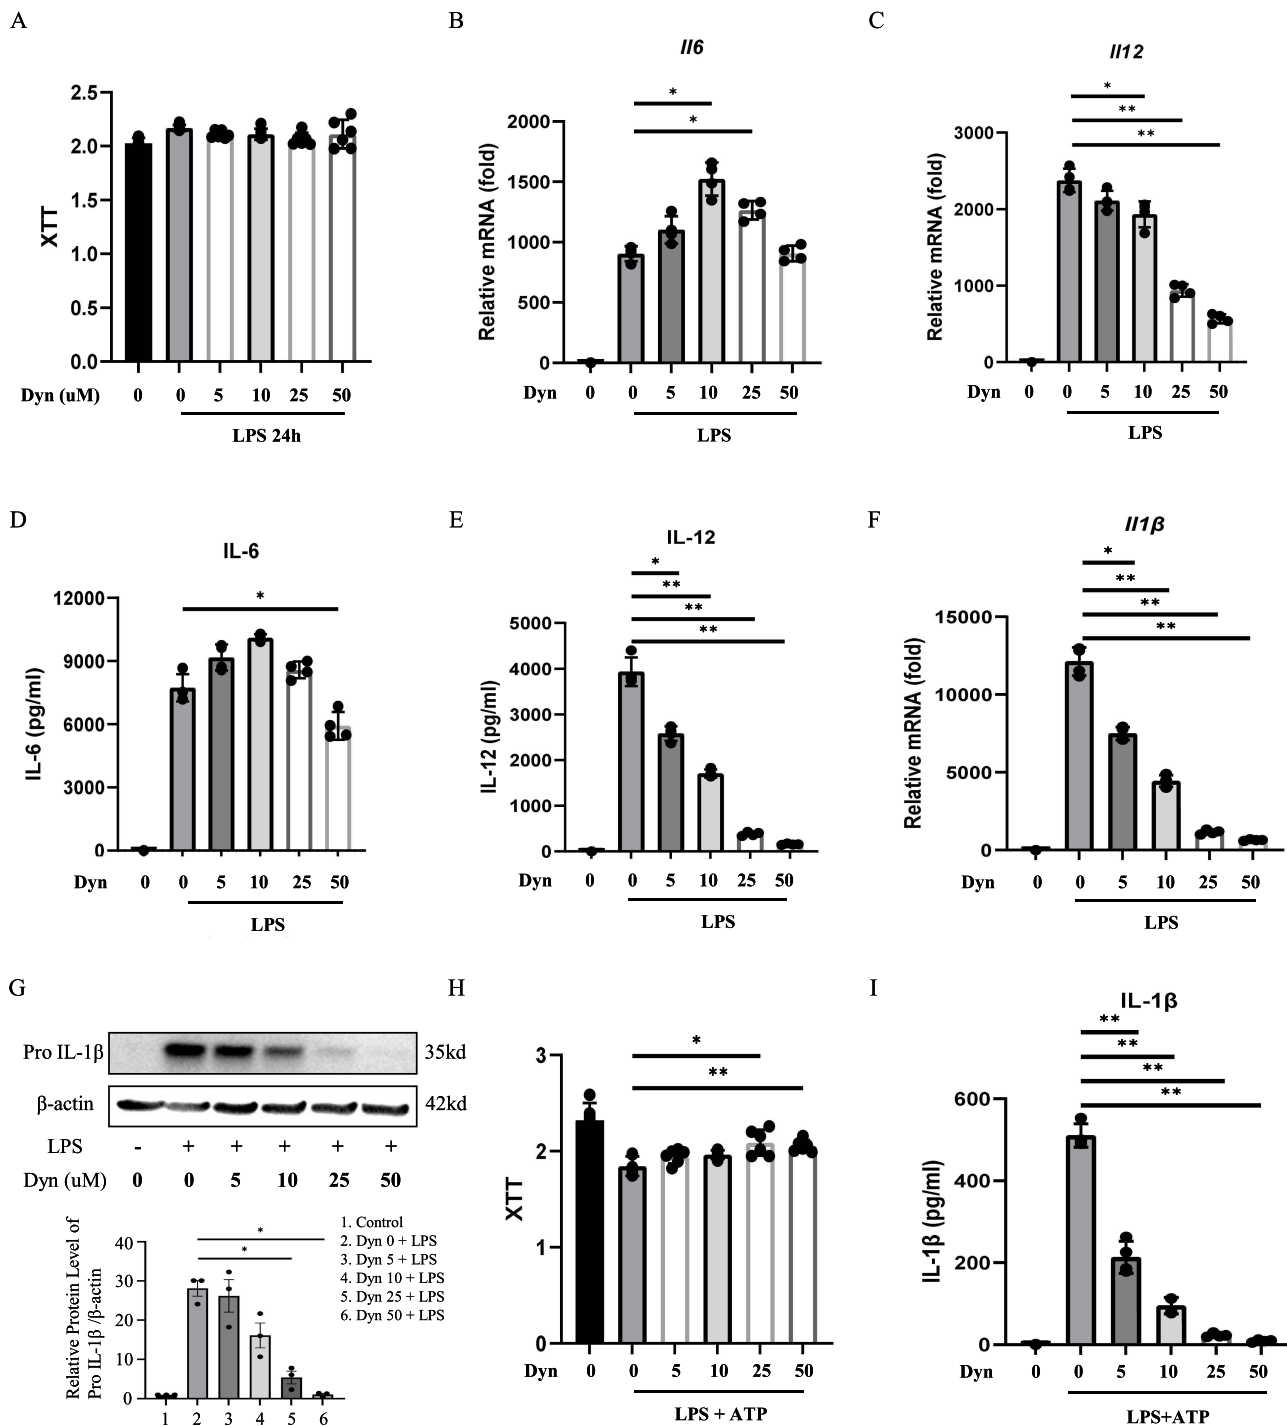 A
2.5
2.0
1.5
1.0
0.5
0.0
XTT
Dyn (uM) 0 0 5 10 25 50
LPS 24h
B
Il6
* 
*
2000
1500
1000
500
0
Relative mRNA (fold)
Dyn 0 0 5 10 25 50
LPS
C
Il12
*
**
**
3000
2000
1000
0
Relative mRNA (fold)
Dyn 0 0 5 10 25 50
LPS
D
IL-6
*
12000
9000
6000
3000
0
IL-6 (pg/ml)
Dyn 0 0 5 10 25 50
LPS
E
IL-12
*
**
**
**
5000
4000
3000
2000
1000
0
IL-12 (pg/ml)
Dyn 0 0 5 10 25 50
LPS
F
Il1β
*
**
**
**
15000
10000
5000
0
Relative mRNA (fold)
Dyn 0 0 5 10 25 50
LPS
G
Pro IL-1β 35kd
β-actin 42kd
LPS - + + + + +
Dyn (uM) 0 0 5 10 25 50
Relative Protein Level of
Pro IL-1β /β-actin
40
30
20
10
0
*
*
1 2 3 4 5 6
1. Control
2. Dyn 0 + LPS
3. Dyn 5 + LPS
4. Dyn 10 + LPS
5. Dyn 25 + LPS
6. Dyn 50 + LPS
H
*
**
3
2
1
0
XTT
Dyn 0 0 5 10 25 50
LPS + ATP
I
IL-1β
**
**
**
**
600
400
200
0
IL-1β (pg/ml)
Dyn 0 0 5 10 25 50
LPS+ATP